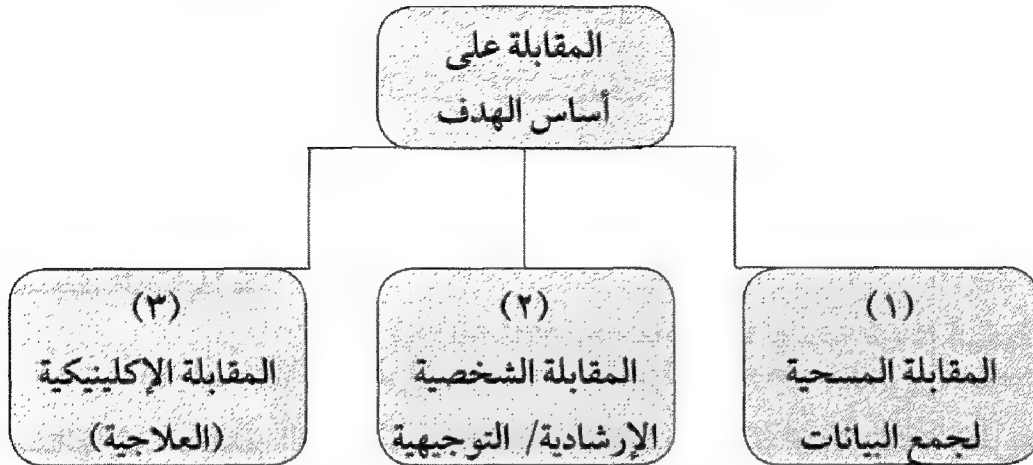 المقابلة على
أساس الهدف
(١)
المقابلة المسحية
لجمع البيانات
(٢)
المقابلة الشخصية
الإرشادية/ التوجيهية
(٣)
المقابلة الإكلينيكية
(العلاجية)